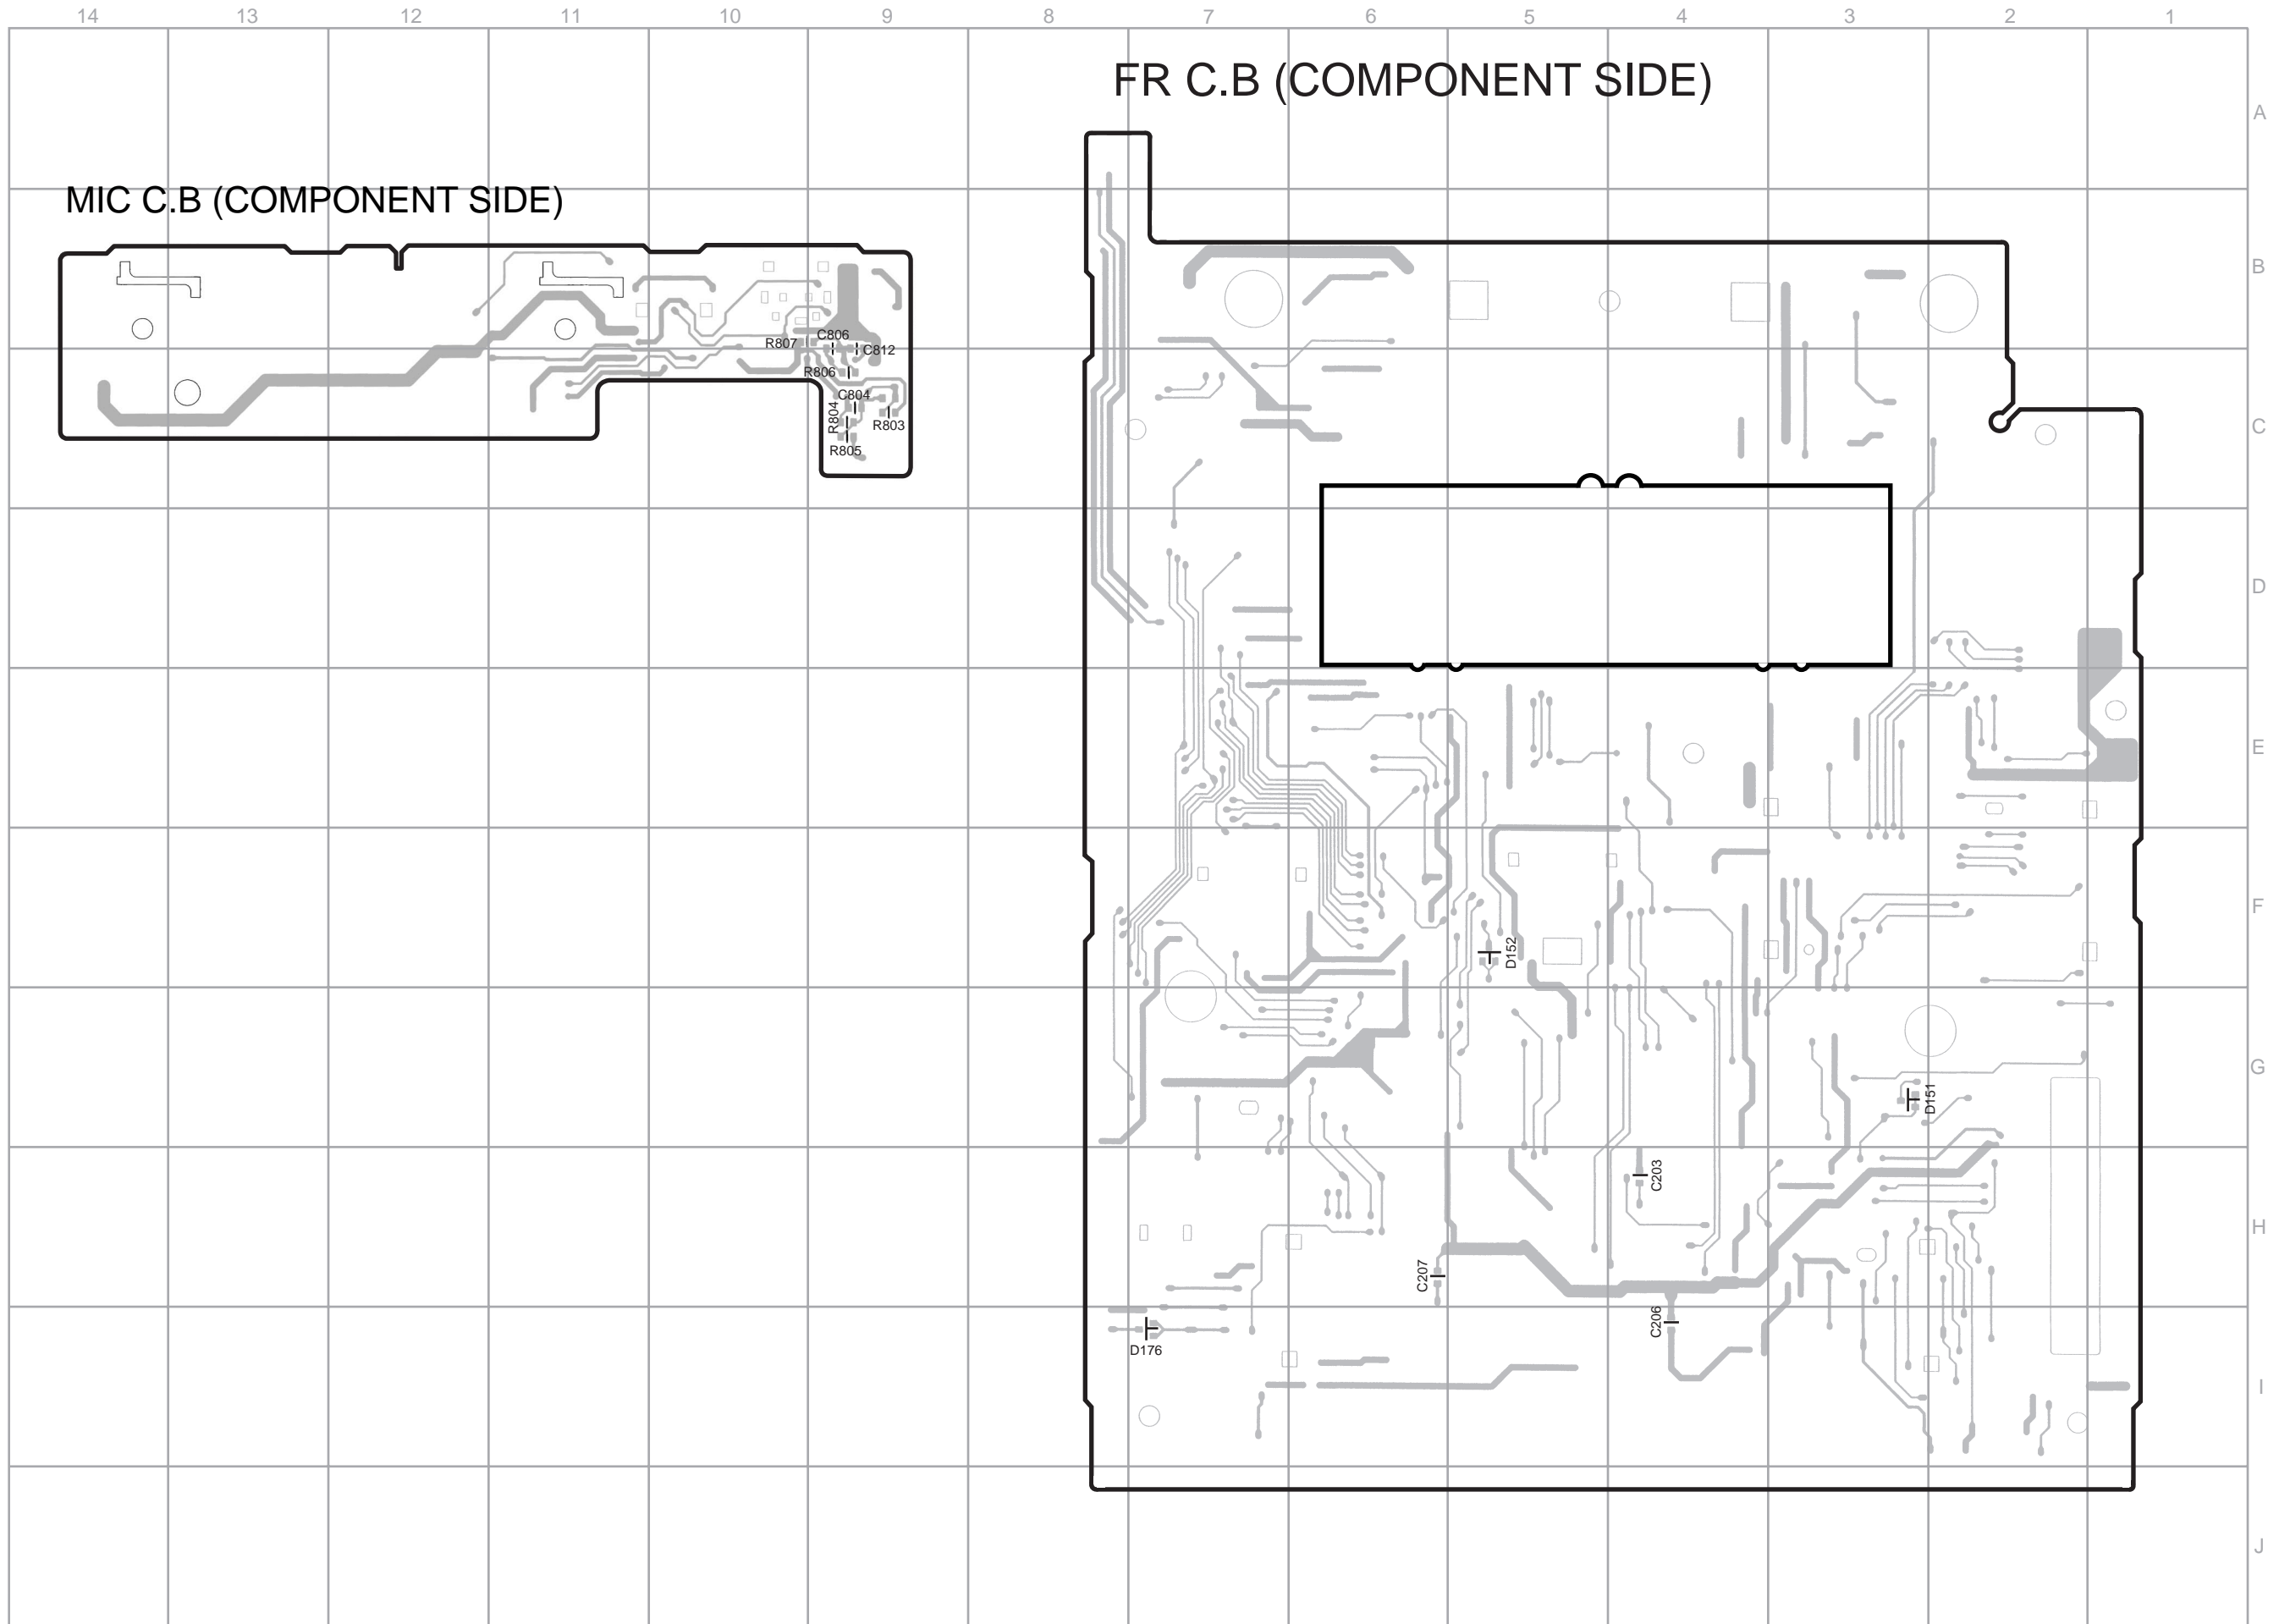 14 13 12 11 10 9 8 7 6 5 4 3 2 1
FR C.B (COMPONENT SIDE)
A
MIC C.B (COMPONENT SIDE)
B
C806
R807
C812
R806
C804
R804
R803
C
R805
D
E
F
D152
G
D151
C203
H
C207
C206
D176
I
J